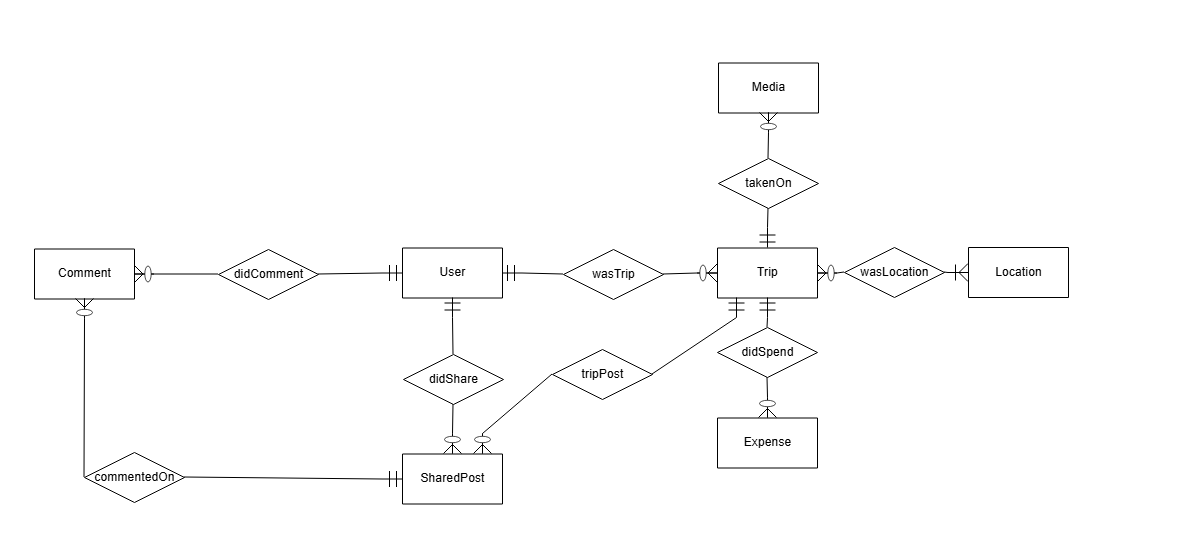 Media
takenOn
Comment
didComment
User
wasTrip
Trip
wasLocation
Location
didShare
tripPost
didSpend
Expense
commentedOn
SharedPost